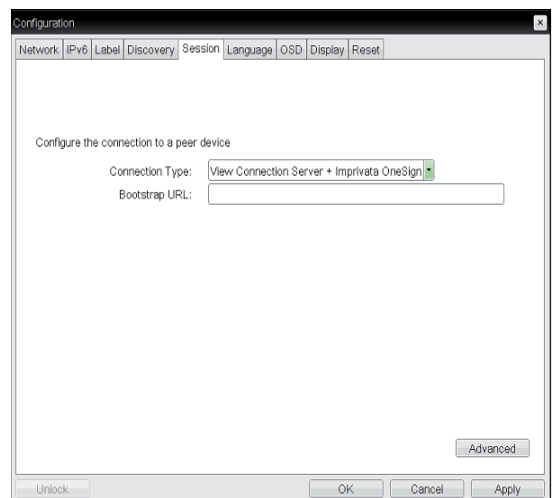 Configuration
Network IPv6 Label Discovery Session Language OSD Display Reset
Configure the connection to a peer device
Connection Type: View Connection Server + Imprivata OneSign
Bootstrap URL:
Advanced
Unlock OK Cancel Apply